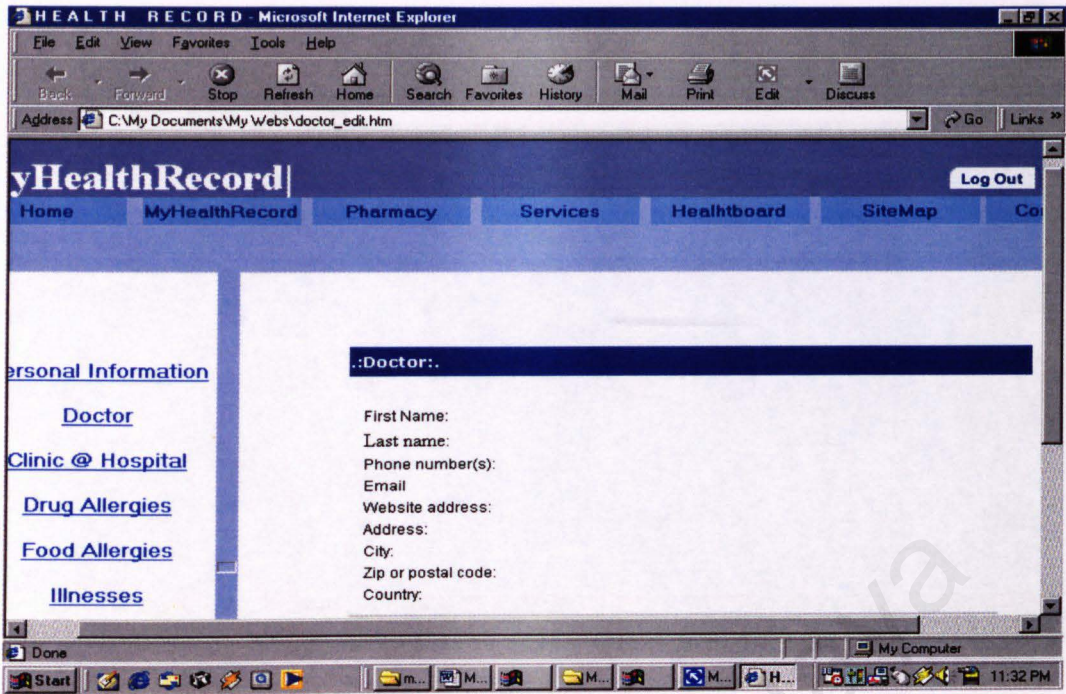 HEALTH RECORD - Microsoft Internet Explorer
File Edit View Favorites Tools Help
Back Forward Stop Refresh Home Search Favorites History Mail Print Edit Discuss
Address C:\My Documents\My Webs\doctor_edit.htm Go Links »
yHealthRecord|
Log Out
Home MyHealthRecord Pharmacy Services Healhtboard SiteMap Co
ersonal Information
Doctor
Clinic @ Hospital
Drug Allergies
Food Allergies
Illnesses
.:Doctor:.
First Name:
Last name:
Phone number(s):
Email
Website address:
Address:
City:
Zip or postal code:
Country:
Done My Computer
Start m... M... M... M... H... 11:32 PM